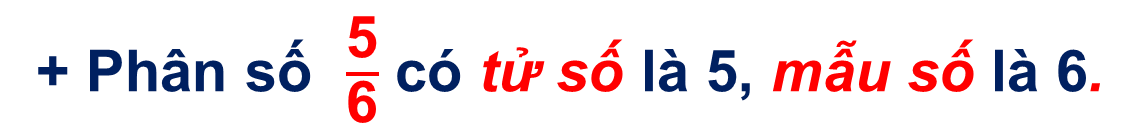 + Phân số 5/6 có tử số là 5, mẫu số là 6.